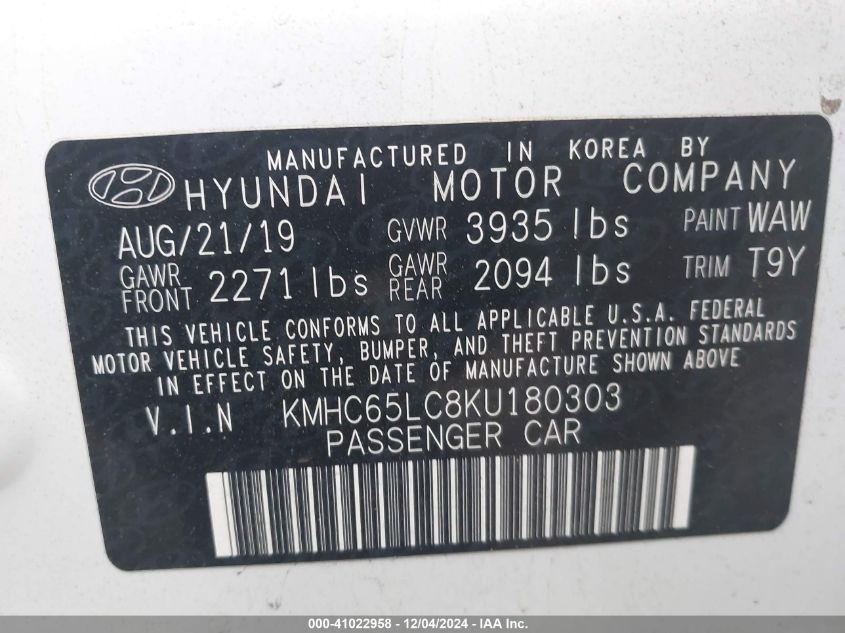 MANUFACTURED IN KOREA BY
HYUNDAI MOTOR COMPANY
AUG/21/19 GVWR 3935 lbs PAINT WAW
GAWR FRONT 2271 lbs GAWR REAR 2094 lbs TRIM T9Y
THIS VEHICLE CONFORMS TO ALL APPLICABLE U.S.A. FEDERAL
MOTOR VEHICLE SAFETY, BUMPER, AND THEFT PREVENTION STANDARDS
IN EFFECT ON THE DATE OF MANUFACTURE SHOWN ABOVE
V.I.N KMHC65LC8KU180303
PASSENGER CAR
000-41022958 - 12/04/2024 - IAA Inc.